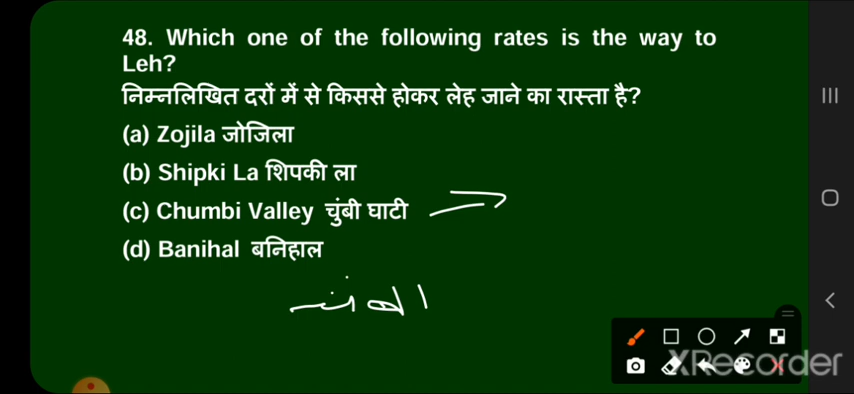 48. Which one of the following rates is the way to
Leh?
निम्नलिखित दरों में से किससे होकर लेह जाने का रास्ता है?
(a) Zojila जोजिला
(b) Shipki La शिपकी ला
(c) Chumbi Valley चुंबी घाटी
(d) Banihal बनिहाल
XRecorder